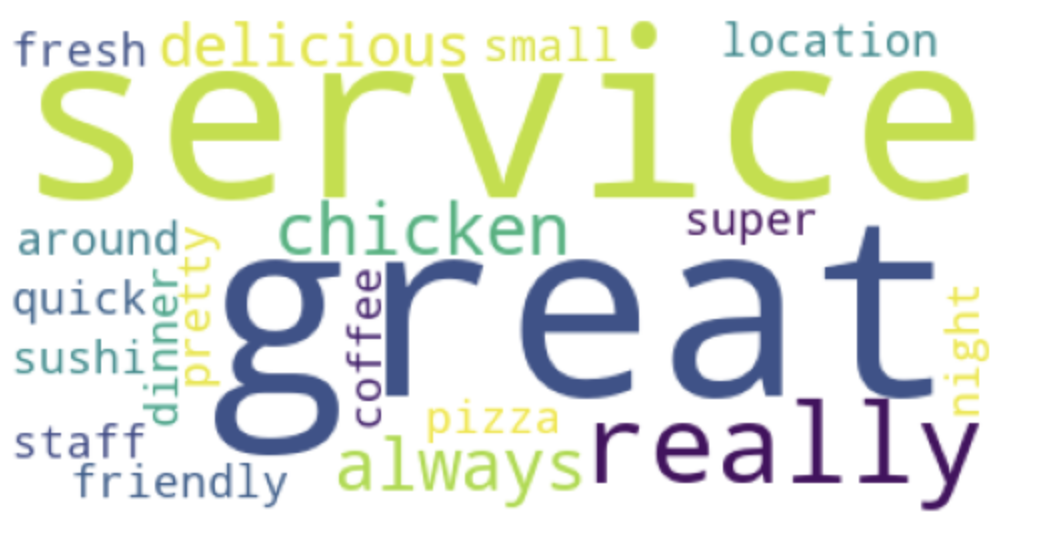 fresh delicious small location
service
around chicken super
quick dinner pretty great coffee night
sushi
pizza
staff always really
friendly